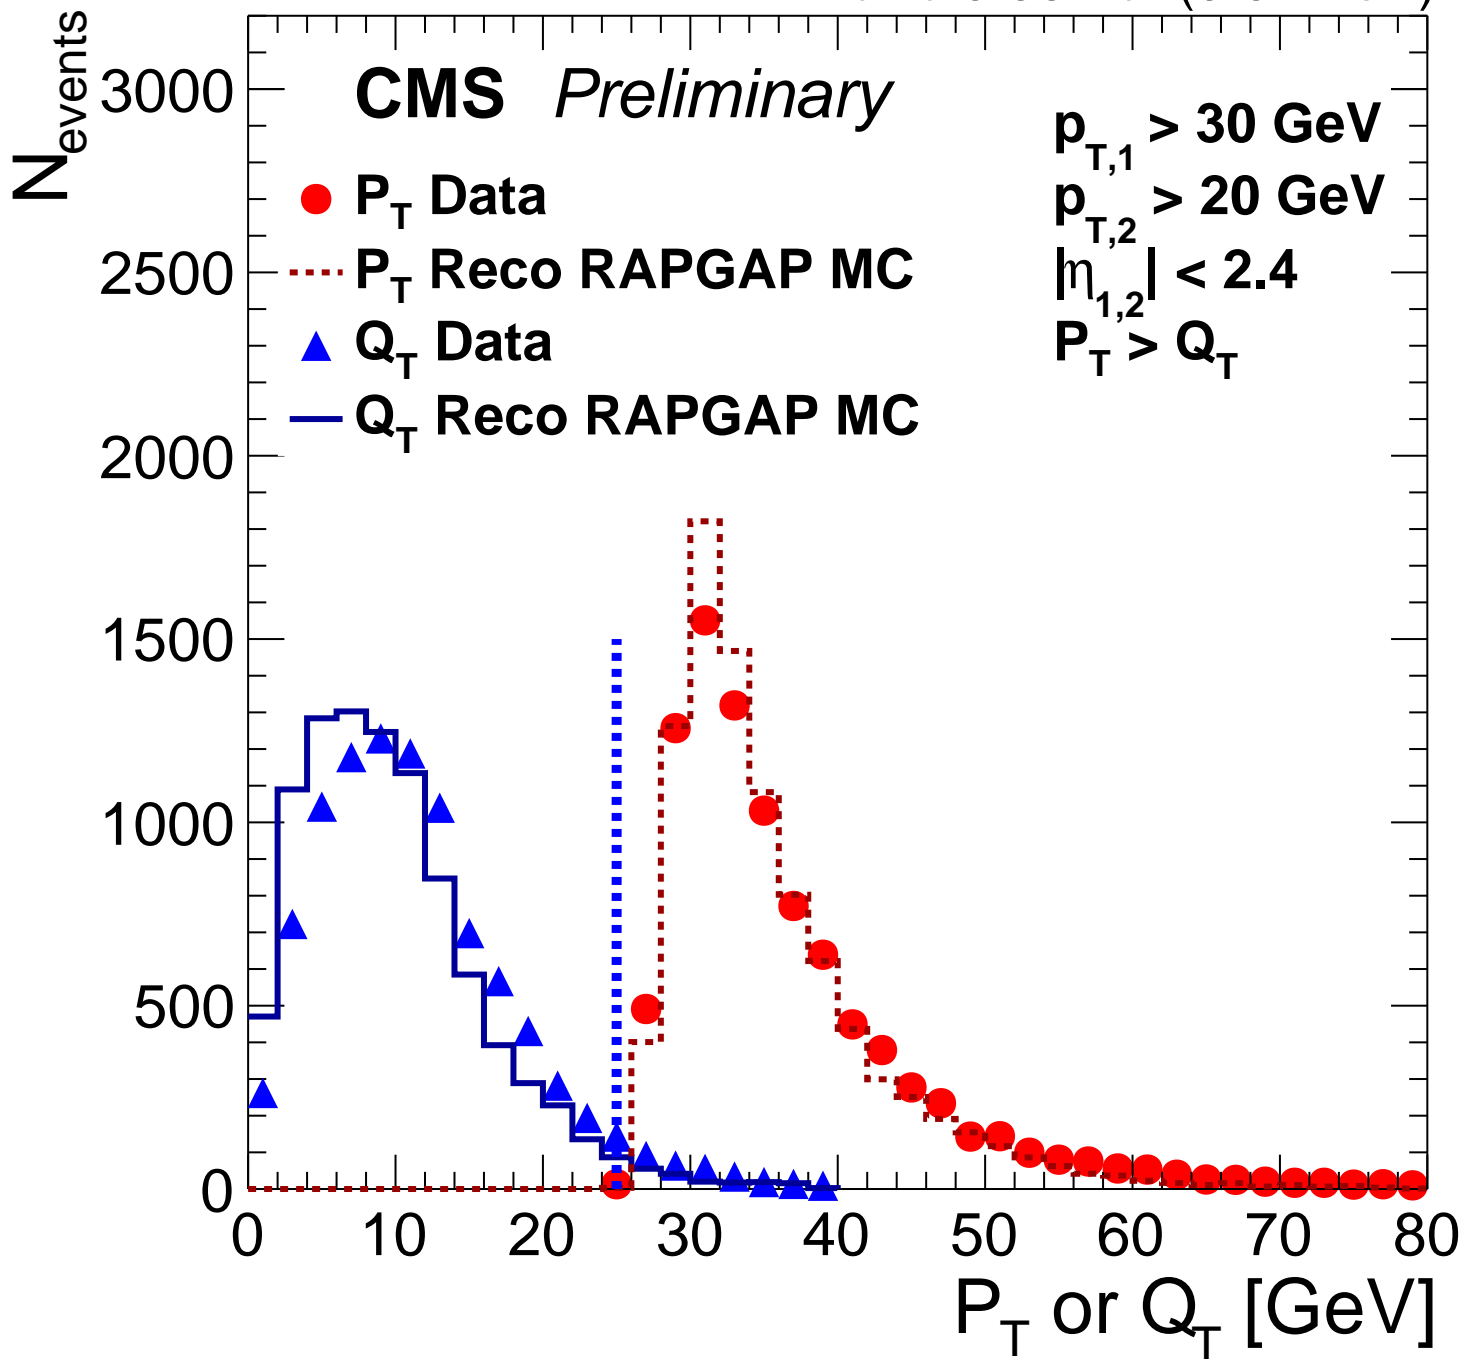 CMS Preliminary
p_T,1 > 30 GeV
p_T,2 > 20 GeV
|η_1,2| < 2.4
P_T > Q_T
P_T Data
P_T Reco RAPGAP MC
Q_T Data
Q_T Reco RAPGAP MC
N_events
3000
2500
2000
1500
1000
500
0
0 10 20 30 40 50 60 70 80
P_T or Q_T [GeV]